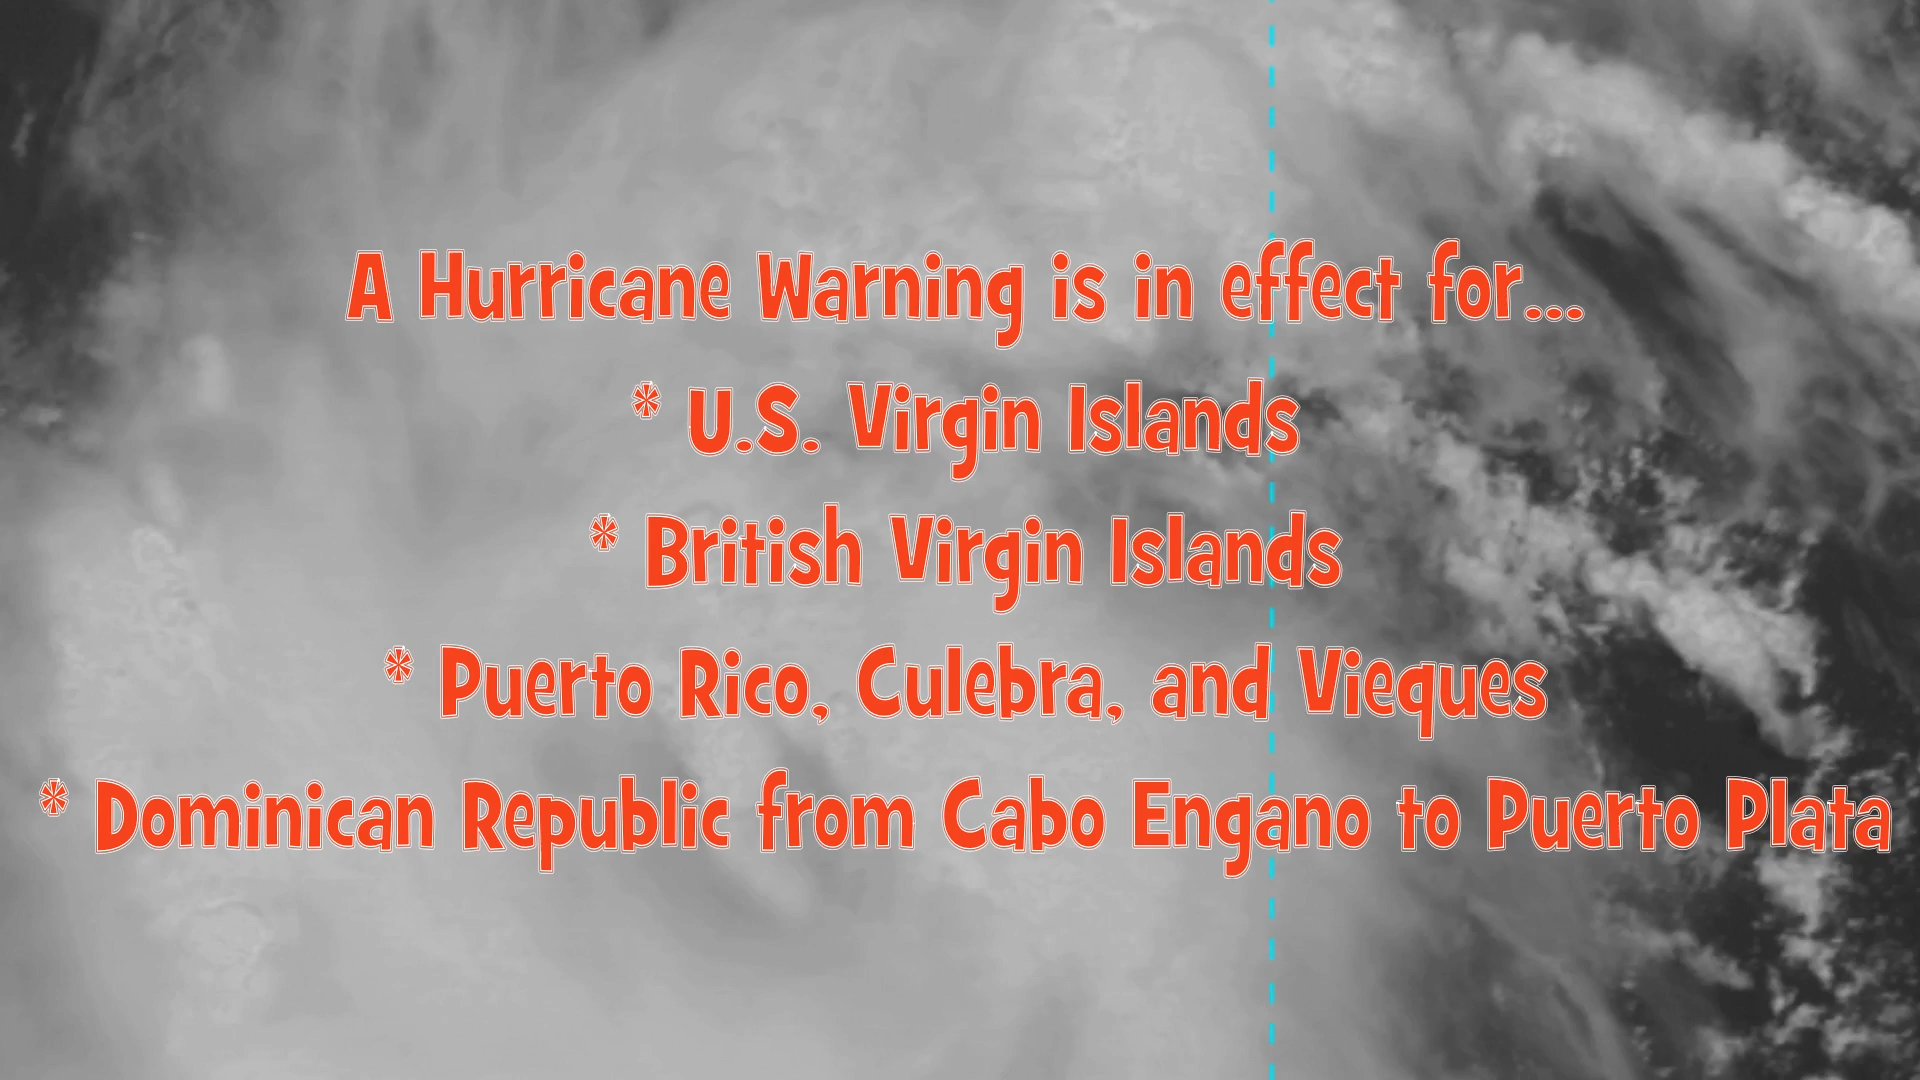 A Hurricane Warning is in effect for...
* U.S. Virgin Islands
* British Virgin Islands
* Puerto Rico, Culebra, and Vieques
* Dominican Republic from Cabo Engano to Puerto Plata